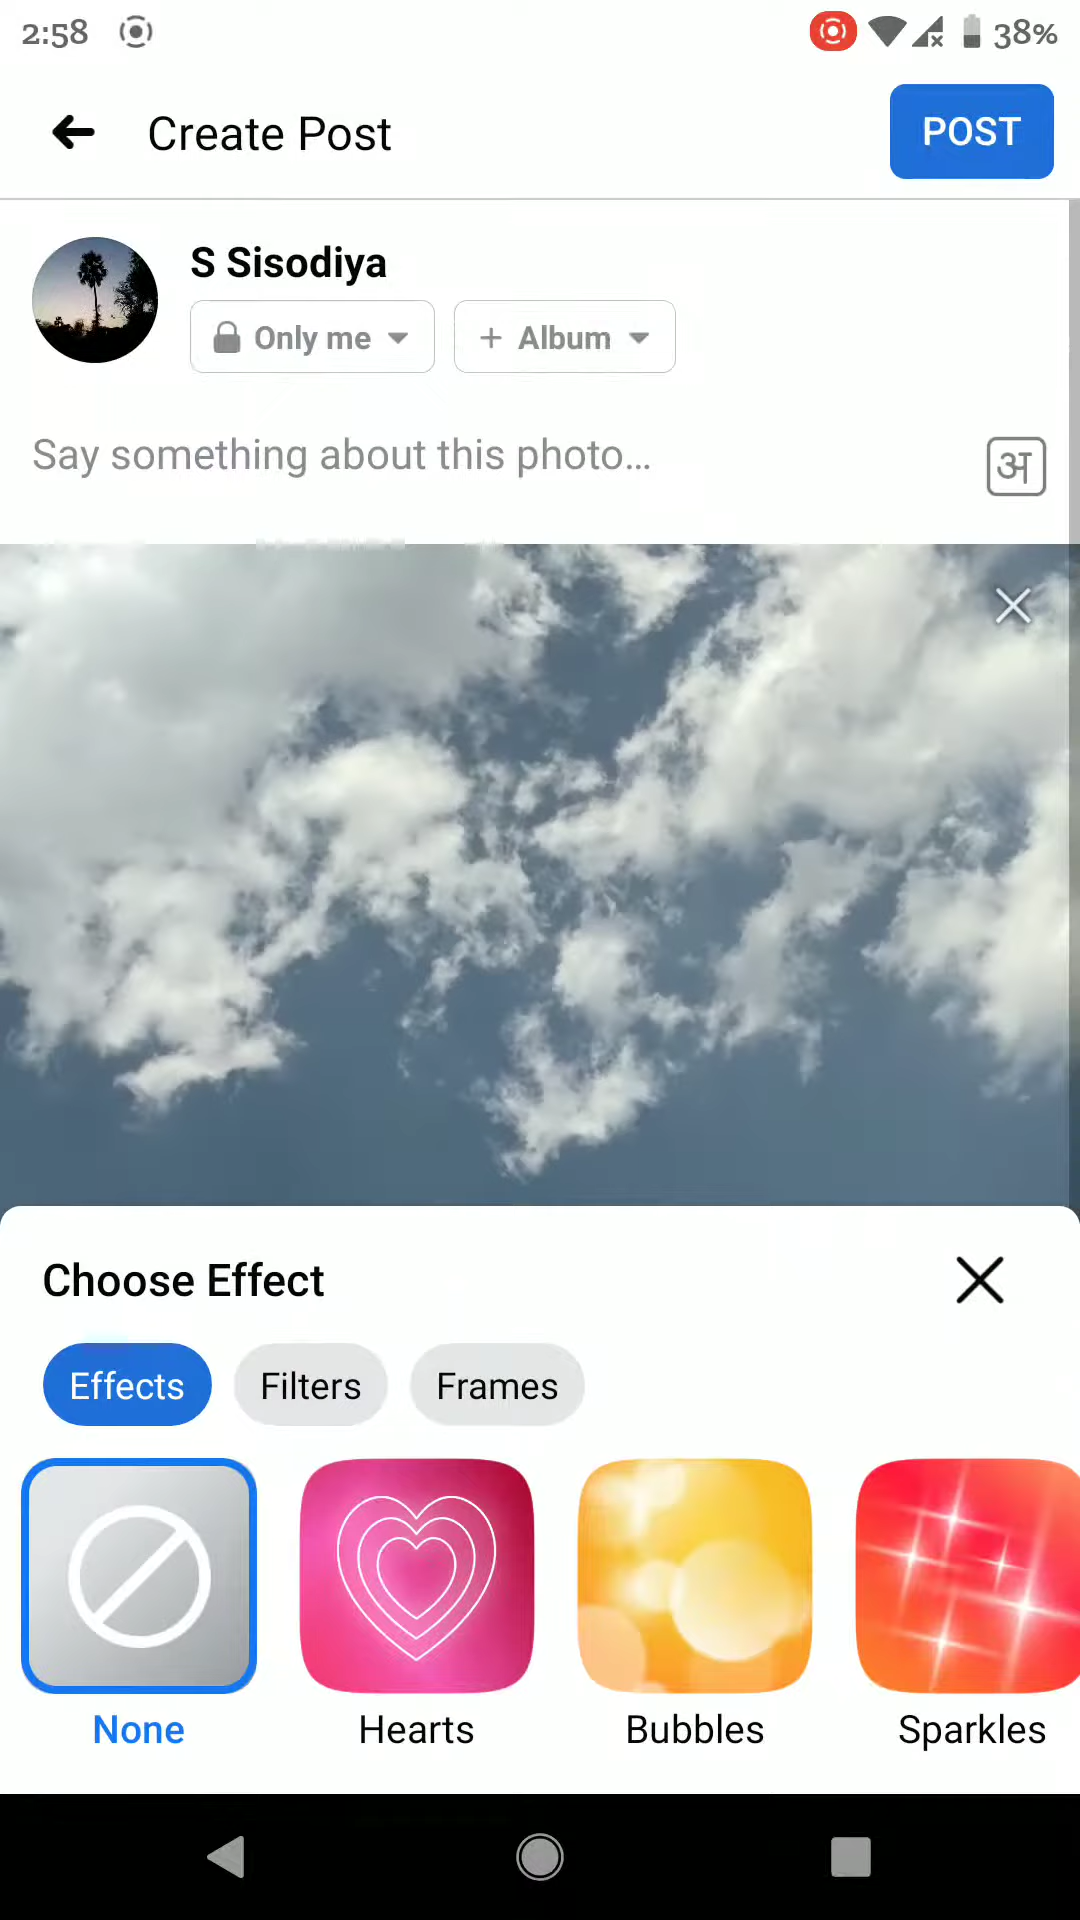 2:58
38%
Create Post
POST
S Sisodiya
Only me
+ Album
Say something about this photo...
अ
Choose Effect
Effects Filters Frames
None Hearts Bubbles Sparkles